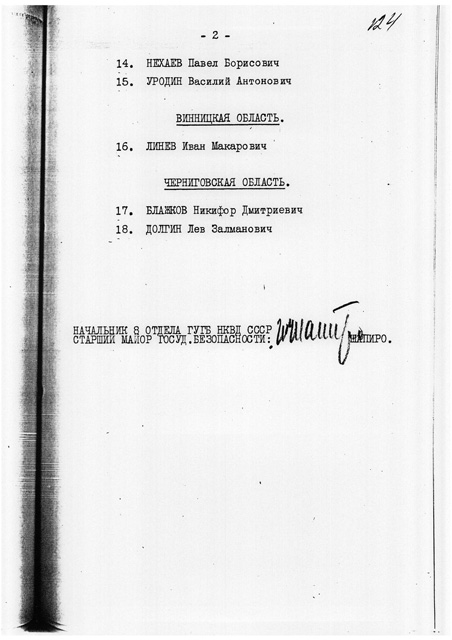 - 2 -
124
14. НЕХАЕВ Павел Борисович
15. УРОДИН Василий Антонович
ВИННИЦКАЯ ОБЛАСТЬ.
16. ЛИНЕВ Иван Макарович
ЧЕРНИГОВСКАЯ ОБЛАСТЬ.
17. БЛАЖКОВ Никифор Дмитриевич
18. ДОЛГИН Лев Залманович
НАЧАЛЬНИК 8 ОТДЕЛА ГУГБ НКВД СССР
СТАРШИЙ МАЙОР ГОСУД.БЕЗОПАСНОСТИ: ШАПИРО.